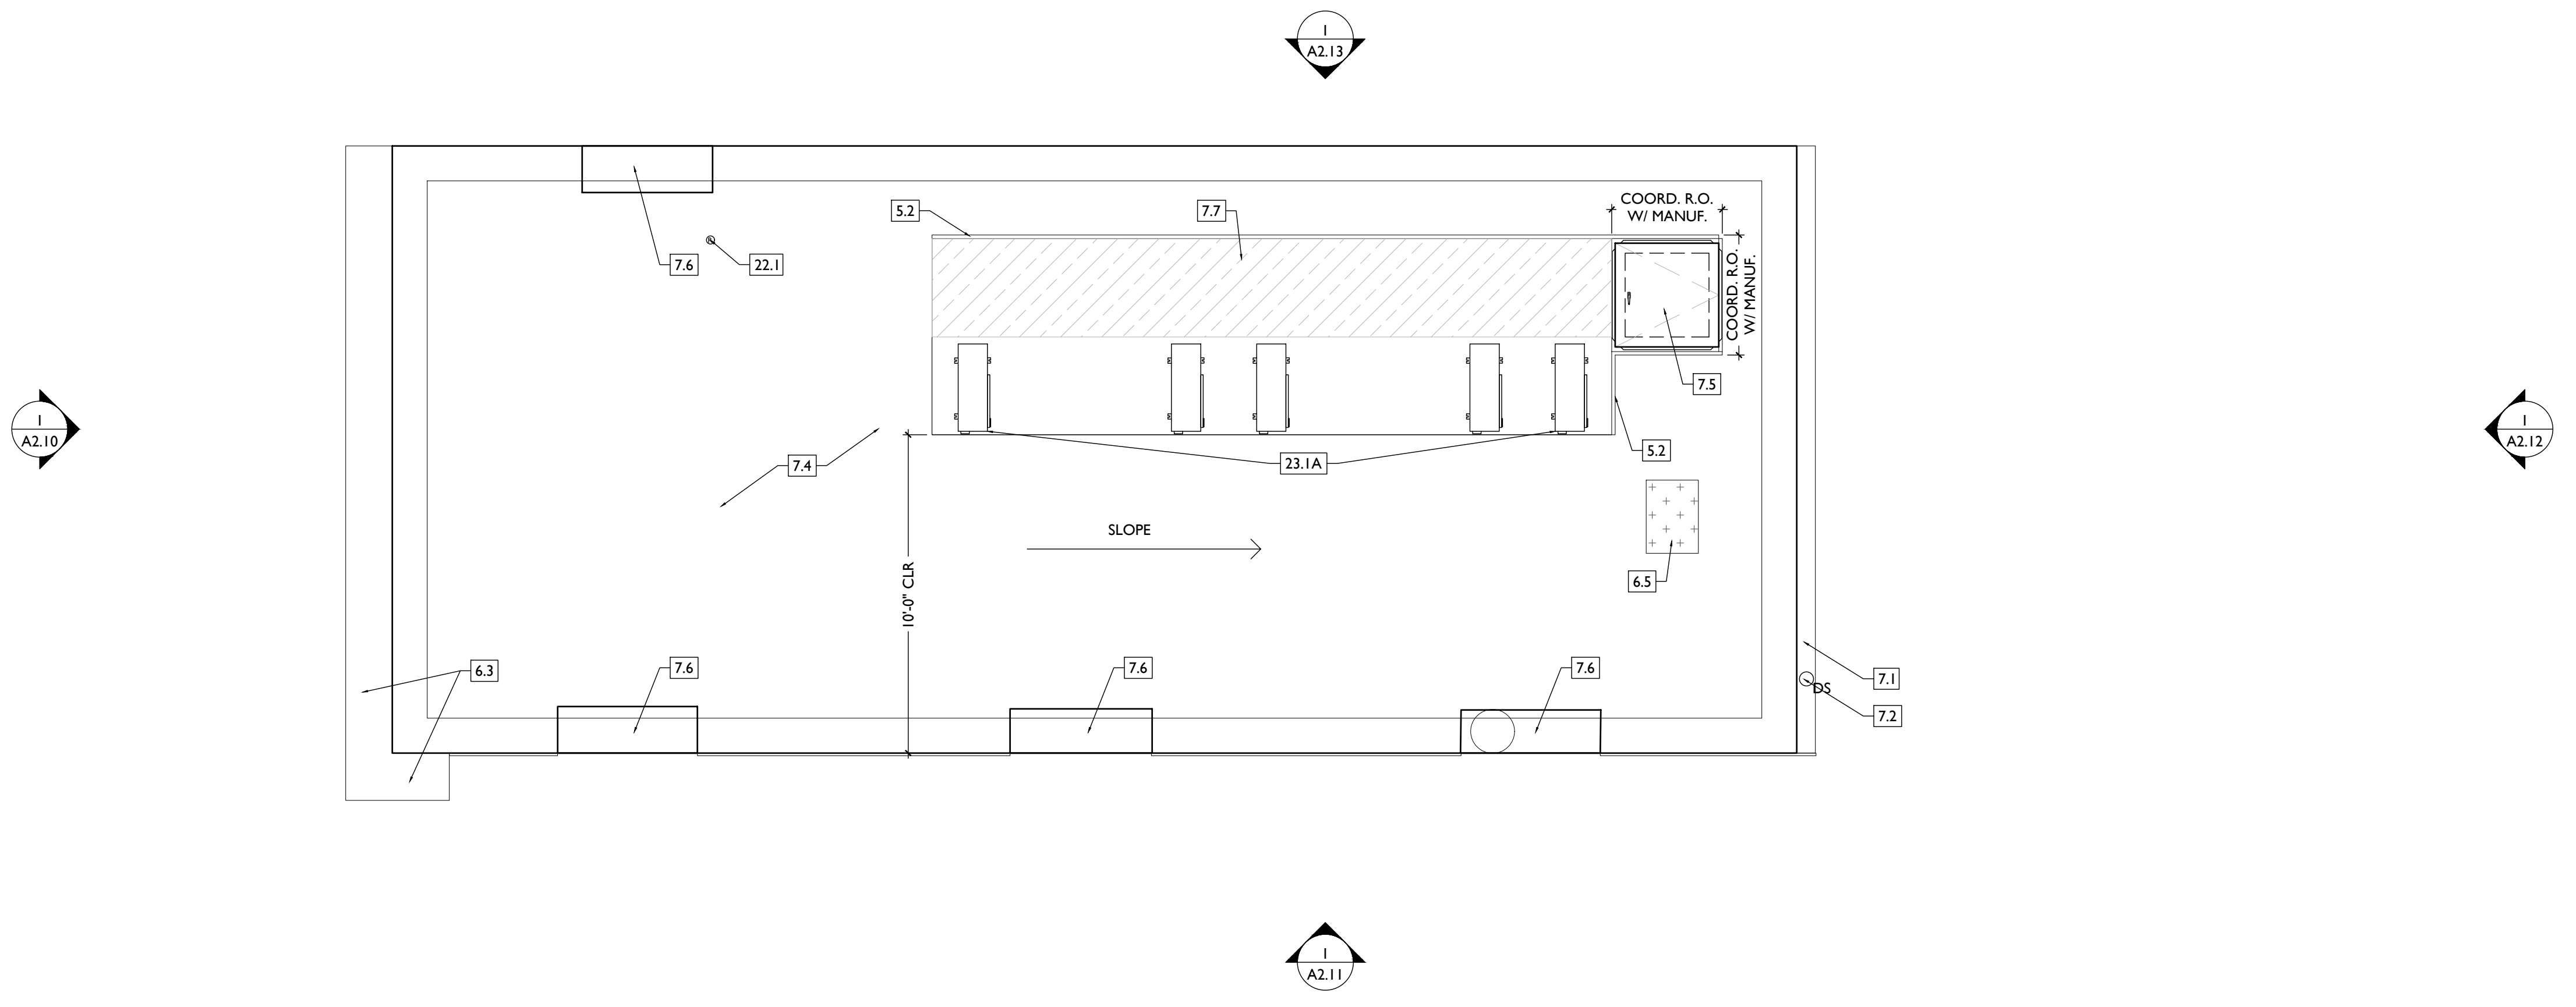 1
A2.13
COORD. R.O.
W/ MANUF.
5.2
7.7
7.6
22.1
COORD. R.O.
W/ MANUF.
7.5
1
A2.10
1
A2.12
7.4
23.1A
5.2
SLOPE
10'-0" CLR
6.5
6.3
7.6
7.6
7.6
7.1
DS
7.2
1
A2.11